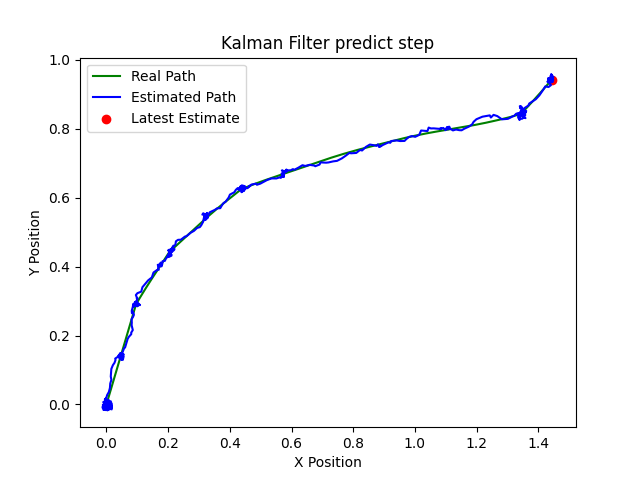 Kalman Filter predict step
Real Path
Estimated Path
Latest Estimate
Y Position
1.0
0.8
0.6
0.4
0.2
0.0
0.0 0.2 0.4 0.6 0.8 1.0 1.2 1.4
X Position